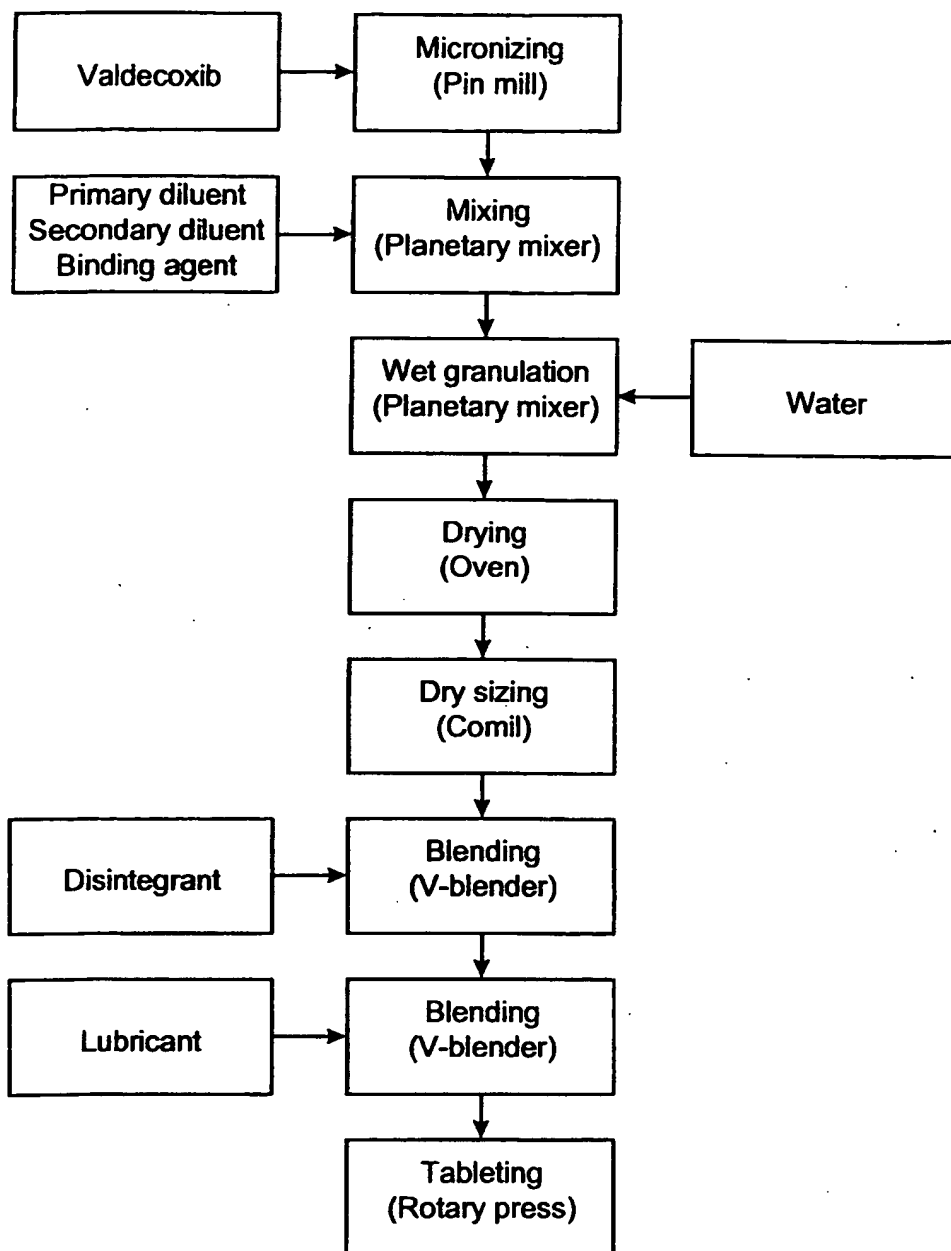 Valdecoxib
Micronizing
(Pin mill)
Primary diluent
Secondary diluent
Binding agent
Mixing
(Planetary mixer)
Wet granulation
(Planetary mixer)
Water
Drying
(Oven)
Dry sizing
(Comil)
Disintegrant
Blending
(V-blender)
Lubricant
Blending
(V-blender)
Tableting
(Rotary press)